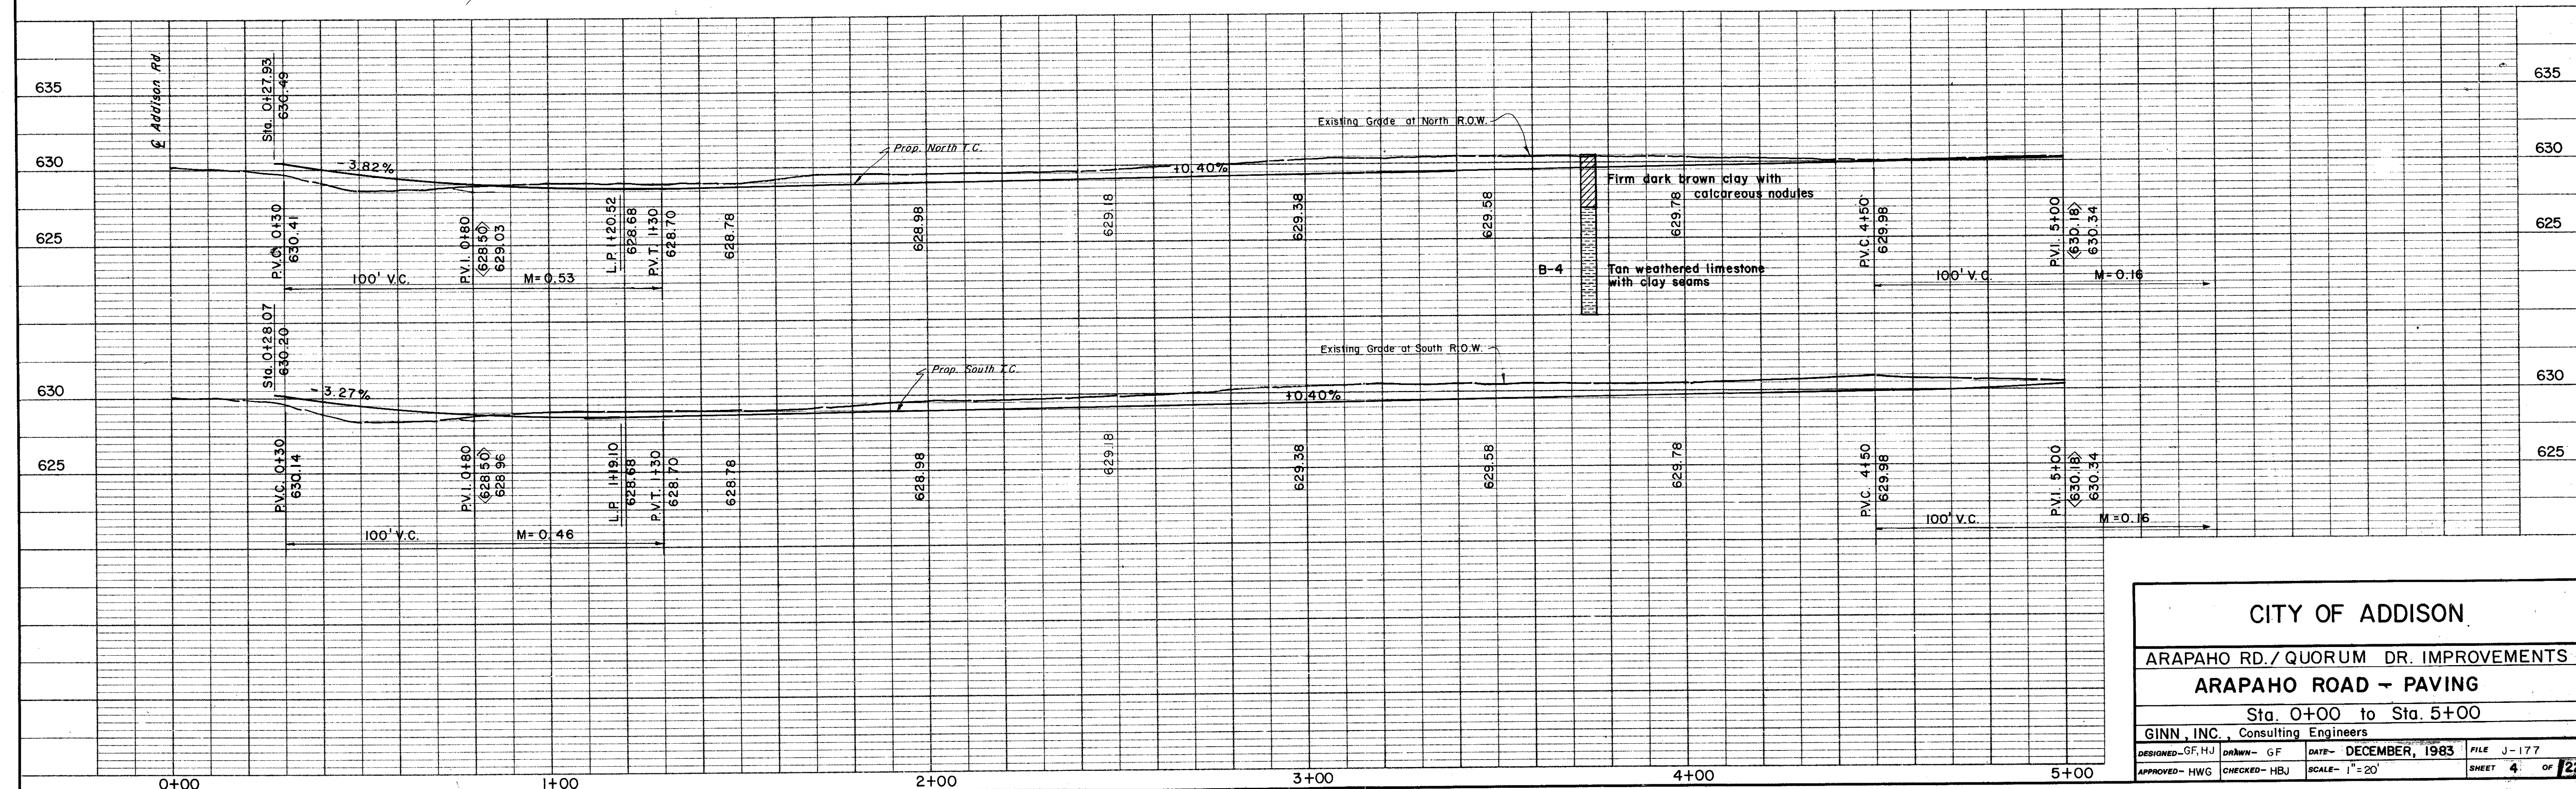 635
635
℄ Addison Rd.
Sta. 0+27.93
630.49
Existing Grade at North R.O.W.
Prop. North T.C.
630
630
-3.82%
+0.40%
Firm dark brown clay with
calcareous nodules
P.V.C. 0+30
630.41
P.V.I. 0+80
<628.50>
629.03
L.P. 1+20.52
628.68
P.V.T. 1+30
628.70
628.78
628.98
629.18
629.38
629.58
629.78
P.V.C. 4+50
629.98
P.V.I. 5+00
<630.18>
630.34
625
625
100' V.C.
M=0.53
B-4
Tan weathered limestone
with clay seams
100' V.C.
M=0.16
Sta. 0+28.07
630.20
Existing Grade at South R.O.W.
Prop. South T.C.
630
630
-3.27%
+0.40%
P.V.C. 0+30
630.14
P.V.I. 0+80
<628.50>
628.96
L.P. 1+19.10
628.68
P.V.T. 1+30
628.70
628.78
628.98
629.18
629.38
629.58
629.78
P.V.C. 4+50
629.98
P.V.I. 5+00
<630.18>
630.34
625
625
100' V.C.
M=0.46
100' V.C.
M=0.16
0+00
1+00
2+00
3+00
4+00
5+00
CITY OF ADDISON
ARAPAHO RD./QUORUM DR. IMPROVEMENTS
ARAPAHO ROAD - PAVING
Sta. 0+00 to Sta. 5+00
GINN, INC., Consulting Engineers
DESIGNED-GF, HJ DRAWN- GF DATE- DECEMBER, 1983 FILE J-177
APPROVED- HWG CHECKED- HBJ SCALE- 1"=20' SHEET 4 OF